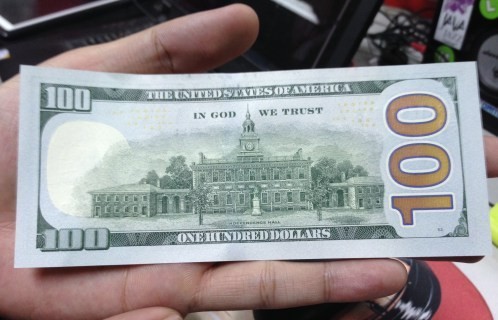 100
THE UNITED STATES OF AMERICA
IN GOD WE TRUST
100
INDEPENDENCE HALL
100
ONE HUNDRED DOLLARS